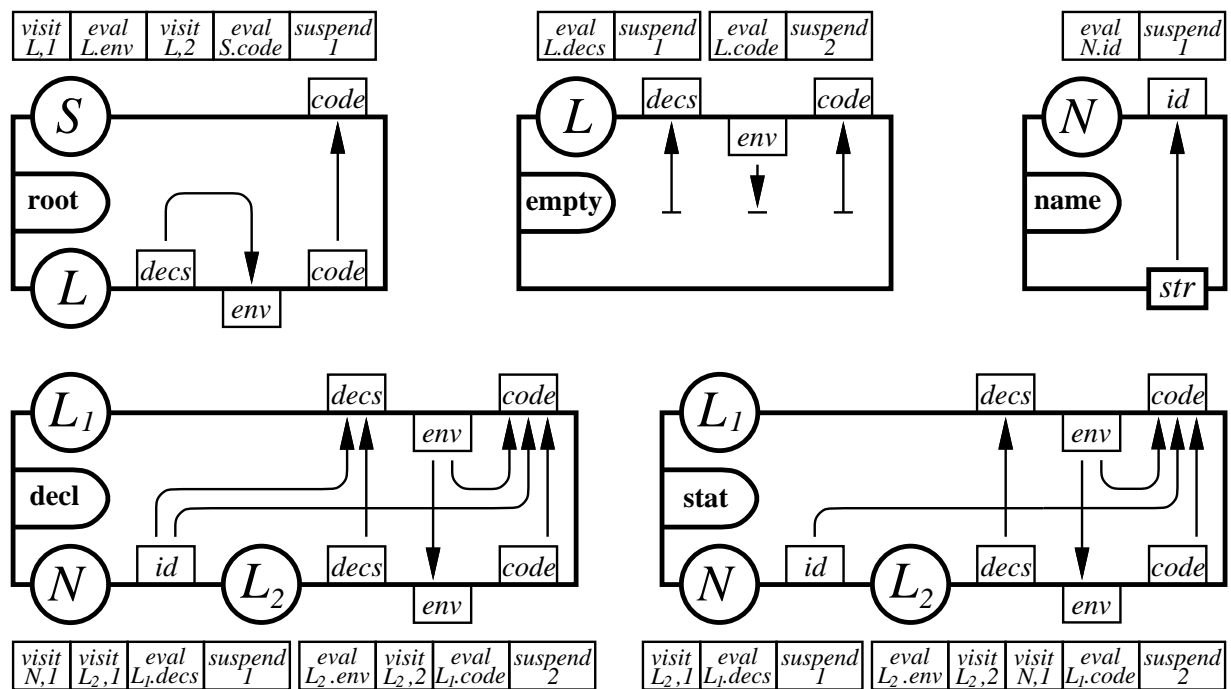 visit L,1 eval L.env visit L,2 eval S.code suspend 1
eval L.decs suspend 1 eval L.code suspend 2
eval N.id suspend 1
S code
root
L decs env code
L decs env code
empty
N id
name
str
L1 decs env code
decl
N id L2 decs env code
L1 decs env code
stat
N id L2 decs env code
visit N,1 visit L2,1 eval L1.decs suspend 1 eval L2.env visit L2,2 eval L1.code suspend 2
visit L2,1 eval L1.decs suspend 1 eval L2.env visit L2,2 visit N,1 eval L1.code suspend 2